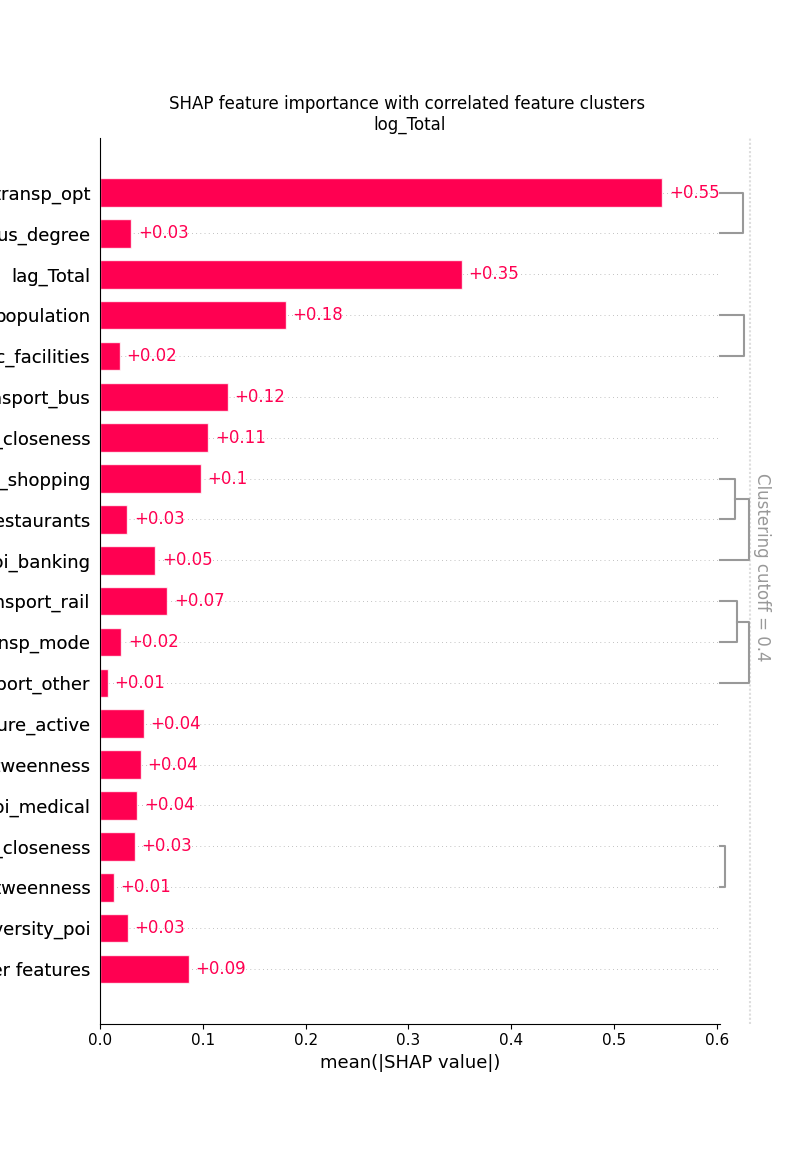 SHAP feature importance with correlated feature clusters
log_Total
ransp_opt +0.55
us_degree +0.03
lag_Total +0.35
population +0.18
c_facilities +0.02
nsport_bus +0.12
_closeness +0.11
_shopping +0.1
estaurants +0.03
oi_banking +0.05
nsport_rail +0.07
nsp_mode +0.02
port_other +0.01
ure_active +0.04
tweenness +0.04
oi_medical +0.04
_closeness +0.03
tweenness +0.01
versity_poi +0.03
er features +0.09
Clustering cutoff = 0.4
0.0 0.1 0.2 0.3 0.4 0.5 0.6
mean(|SHAP value|)